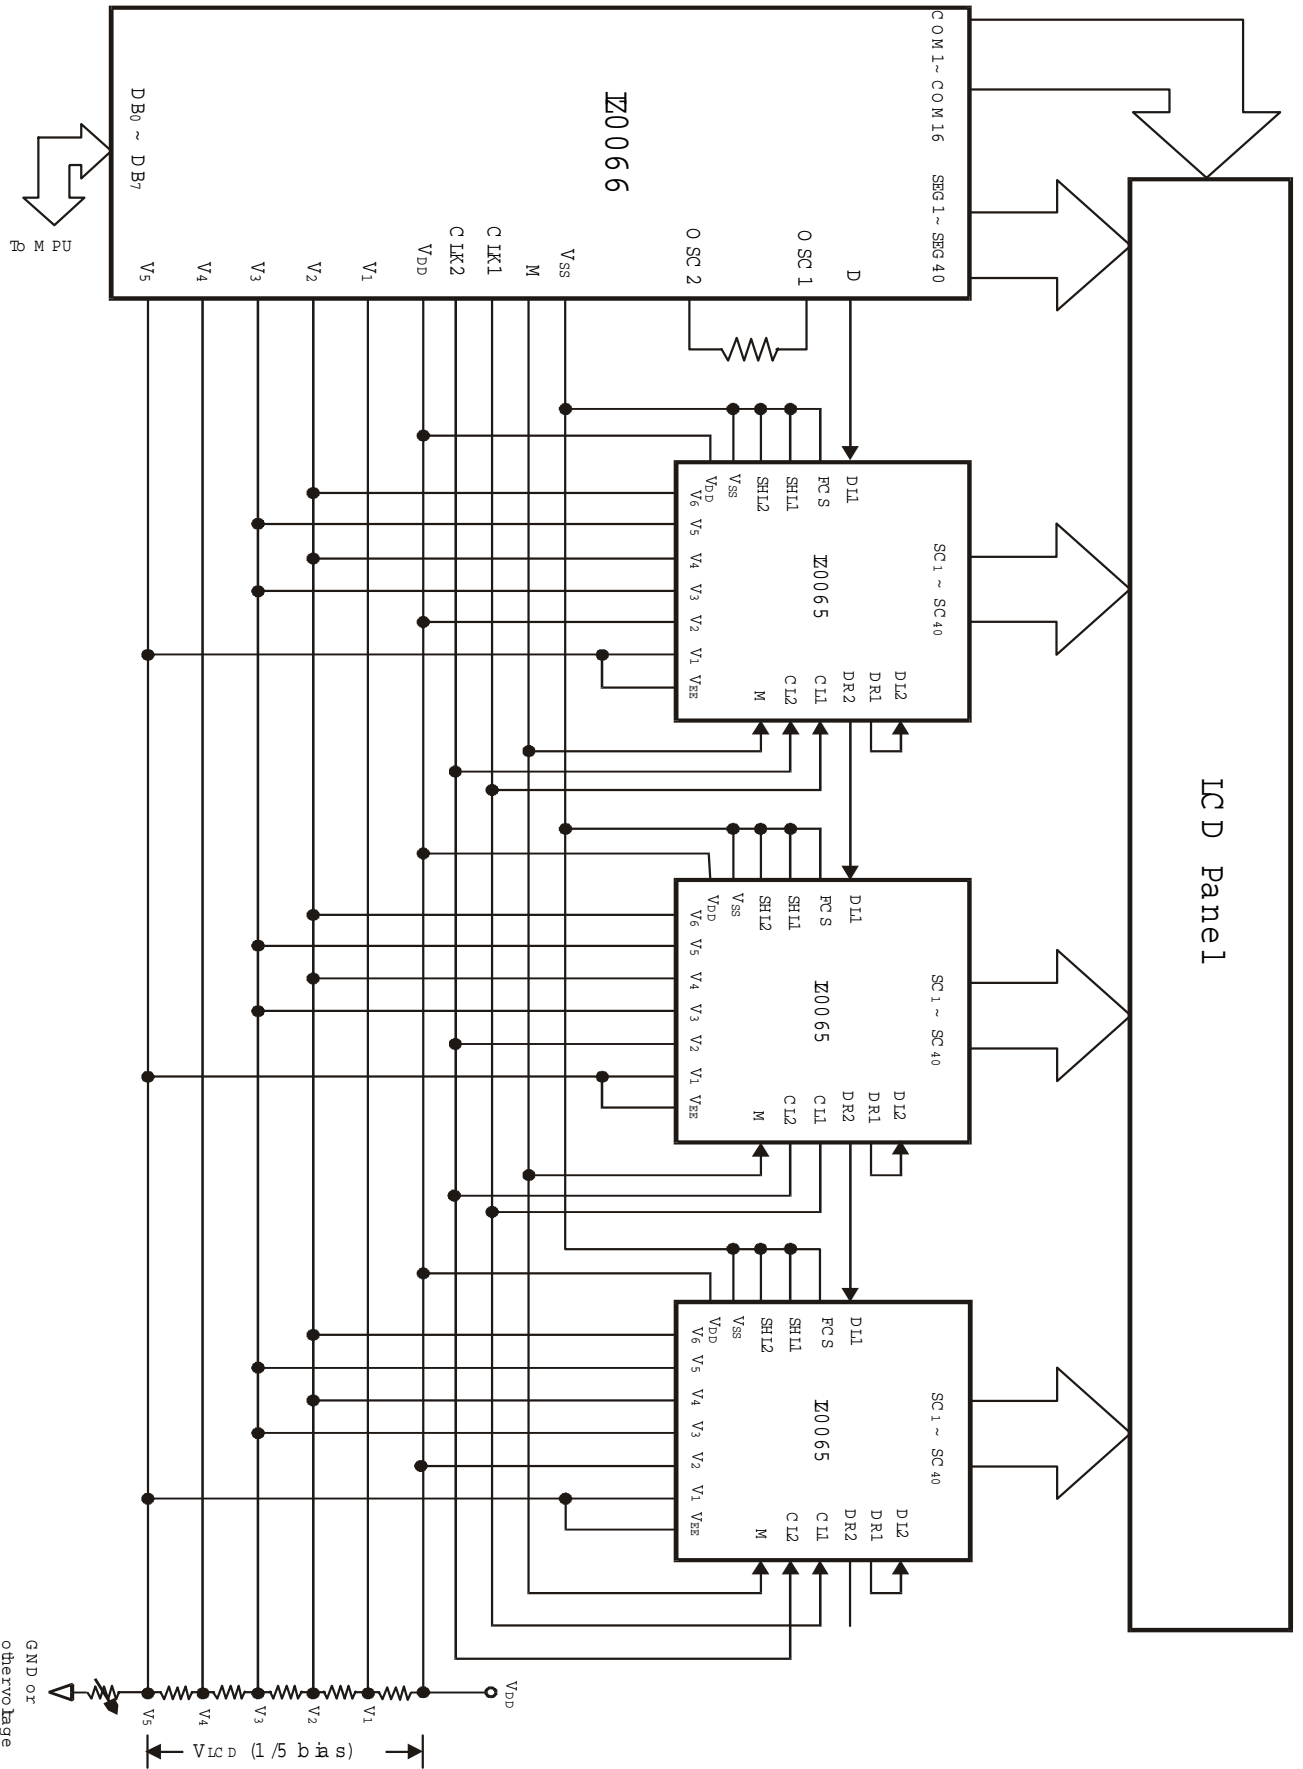 COM1~COM16
SEG1~SEG40
D
OSC1
OSC2
VSS
M
CLK1
CLK2
VDD
V1
V2
V3
V4
V5
DB0 ~ DB7
IZ0066
To MPU
DL1
FCS
SHL1
SHL2
VSS
VDD
V6
V5
V4
V3
V2
V1
VEE
IZ0065
SC1 ~ SC40
DL2
DR1
DR2
CL1
CL2
M
DL1
FCS
SHL1
SHL2
VSS
VDD
V6
V5
V4
V3
V2
V1
VEE
IZ0065
SC1 ~ SC40
DL2
DR1
DR2
CL1
CL2
M
DL1
FCS
SHL1
SHL2
VSS
VDD
V6
V5
V4
V3
V2
V1
VEE
IZ0065
SC1 ~ SC40
DL2
DR1
DR2
CL1
CL2
M
LCD Panel
VDD
V1
V2
V3
V4
V5
VLCD (1/5 bias)
GND or
other voltage